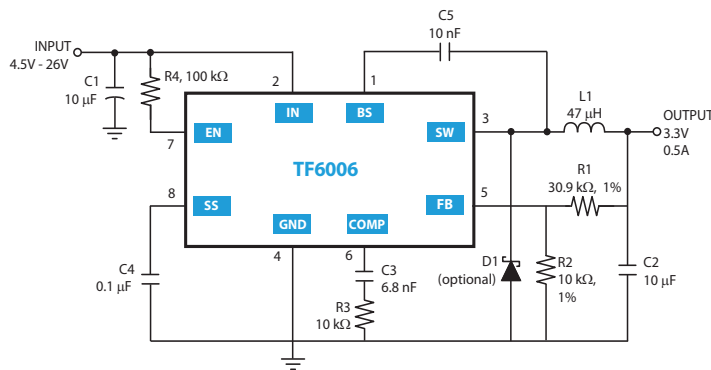 C5
10 nF
INPUT
4.5V - 26V
C1
10 µF
R4, 100 kΩ
2
1
IN
BS
L1
47 µH
3
OUTPUT
3.3V
0.5A
EN
SW
7
TF6006
R1
30.9 kΩ, 1%
8
5
SS
FB
GND
COMP
4
6
C4
0.1 µF
C3
6.8 nF
D1
(optional)
R2
10 kΩ,
1%
C2
10 µF
R3
10 kΩ